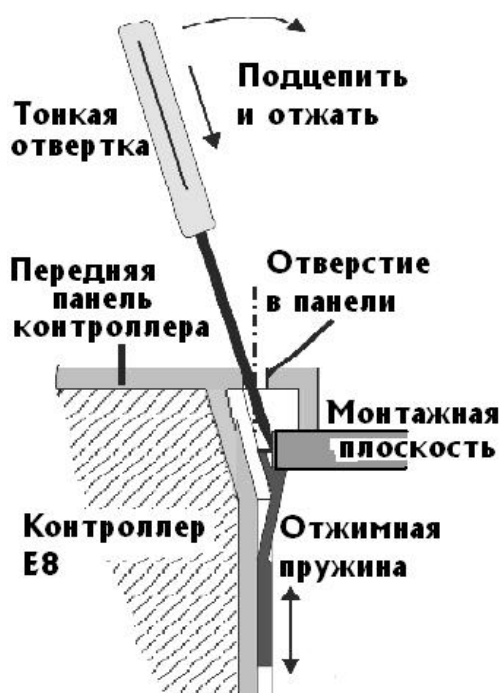 Подцепить
и отжать
Тонкая
отвертка
Передняя
панель
контроллера
Отверстие
в панели
Монтажная
плоскость
Контроллер
E8
Отжимная
пружина